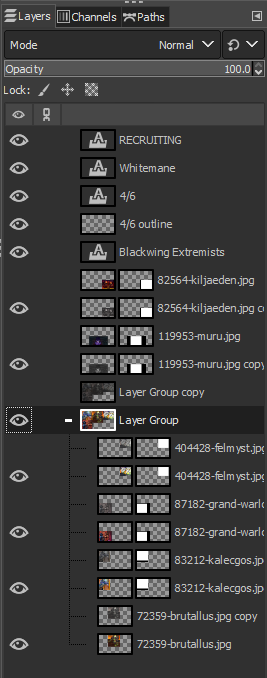 Layers Channels Paths
Mode Normal
Opacity 100.0
Lock:
RECRUITING
Whitemane
4/6
4/6 outline
Blackwing Extremists
82564-kiljaeden.jpg
82564-kiljaeden.jpg co
119953-muru.jpg
119953-muru.jpg copy
Layer Group copy
Layer Group
404428-felmyst.jpg
404428-felmyst.jpg
87182-grand-warlo
87182-grand-warlo
83212-kalecgos.jp
83212-kalecgos.jp
72359-brutallus.jpg copy
72359-brutallus.jpg